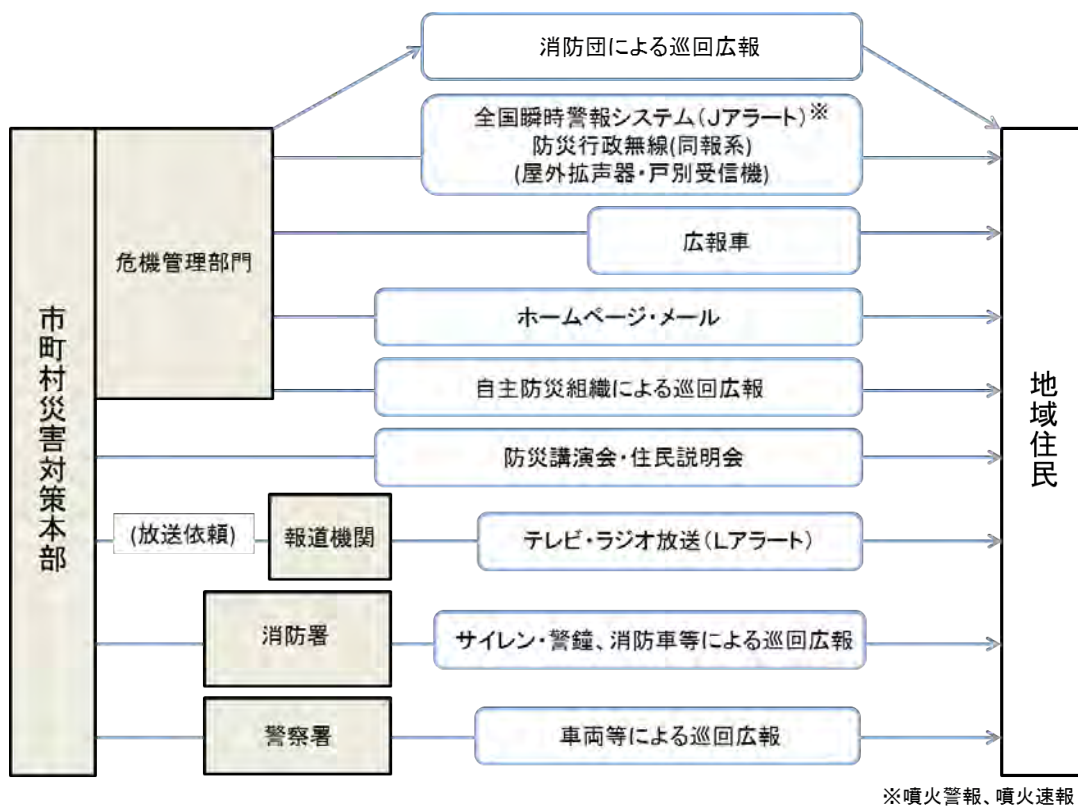 消防団による巡回広報
全国瞬時警報システム(Jアラート)※
防災行政無線(同報系)
(屋外拡声器・戸別受信機)
広報車
危機管理部門
ホームページ・メール
自主防災組織による巡回広報
市町村災害対策本部
防災講演会・住民説明会
地域住民
(放送依頼)
報道機関
テレビ・ラジオ放送(Lアラート)
消防署
サイレン・警鐘、消防車等による巡回広報
警察署
車両等による巡回広報
※噴火警報、噴火速報